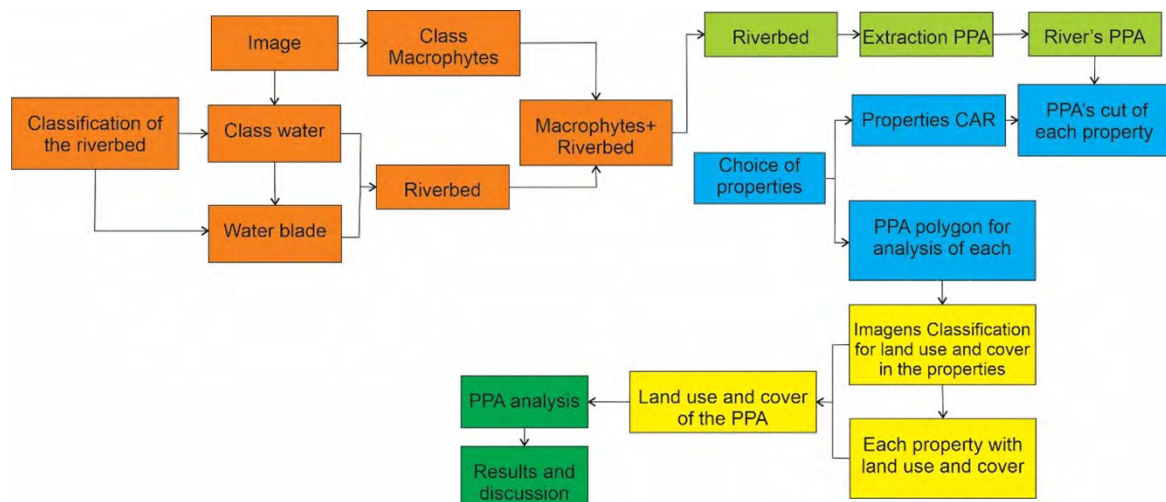 Image
Class
Macrophytes
Classification of
the riverbed
Class water
Water blade
Riverbed
Macrophytes+
Riverbed
Riverbed
Extraction PPA
River's PPA
Choice of
properties
Properties CAR
PPA's cut of
each property
PPA polygon for
analysis of each
Imagens Classification
for land use and cover
in the properties
Each property with
land use and cover
Land use and cover
of the PPA
PPA analysis
Results and
discussion